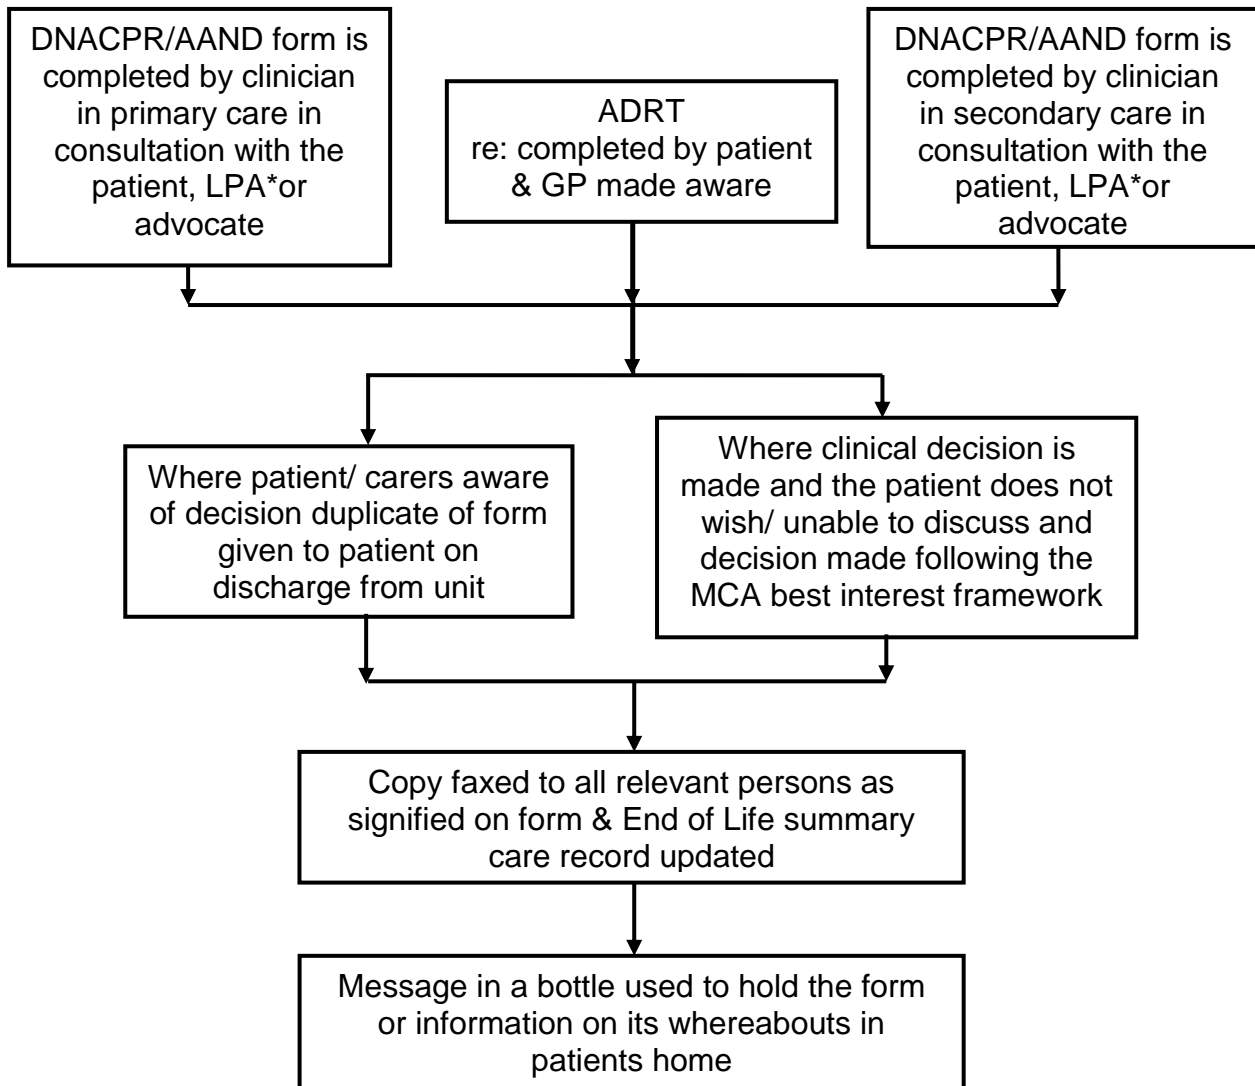 DNACPR/AAND form is
completed by clinician
in primary care in
consultation with the
patient, LPA*or
advocate
ADRT
re: completed by patient
& GP made aware
DNACPR/AAND form is
completed by clinician
in secondary care in
consultation with the
patient, LPA*or
advocate
Where patient/ carers aware
of decision duplicate of form
given to patient on
discharge from unit
Where clinical decision is
made and the patient does not
wish/ unable to discuss and
decision made following the
MCA best interest framework
Copy faxed to all relevant persons as
signified on form & End of Life summary
care record updated
Message in a bottle used to hold the form
or information on its whereabouts in
patients home